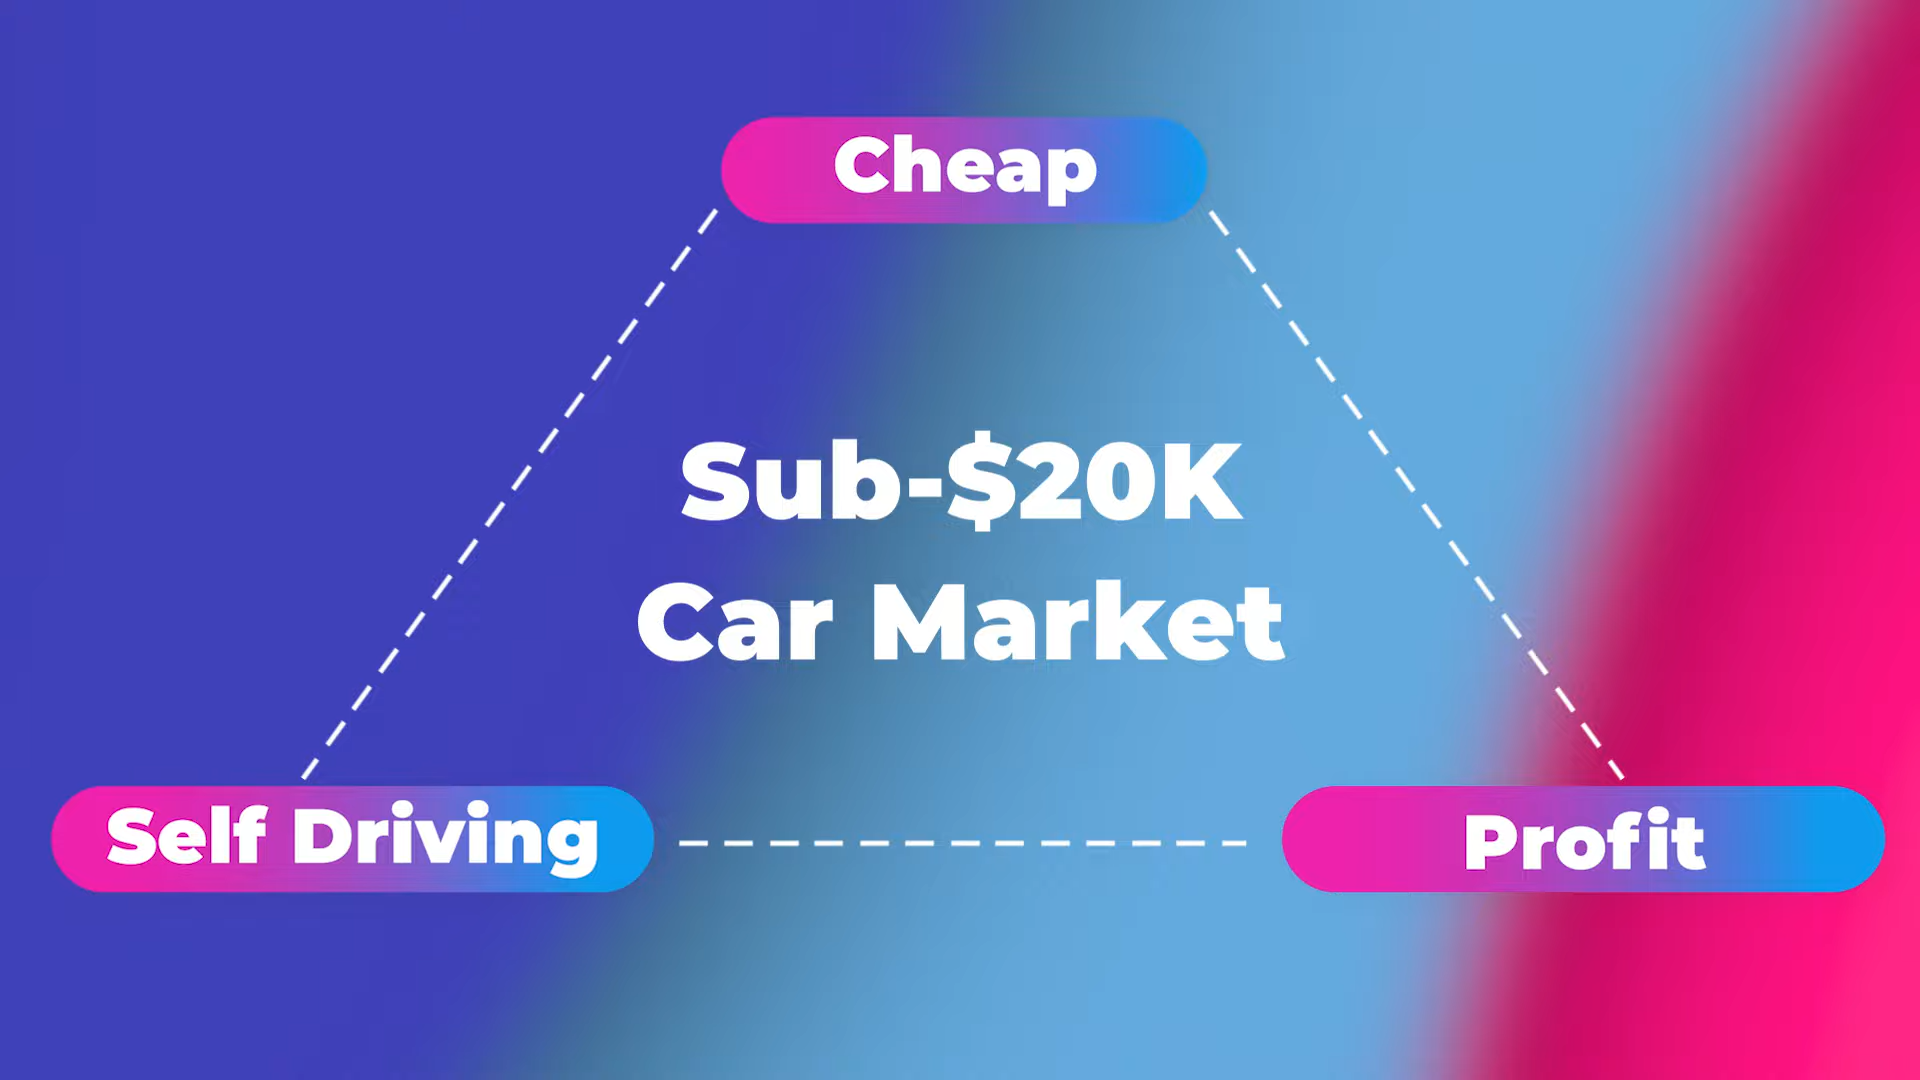 Cheap
Sub-$20K
Car Market
Self Driving
Profit